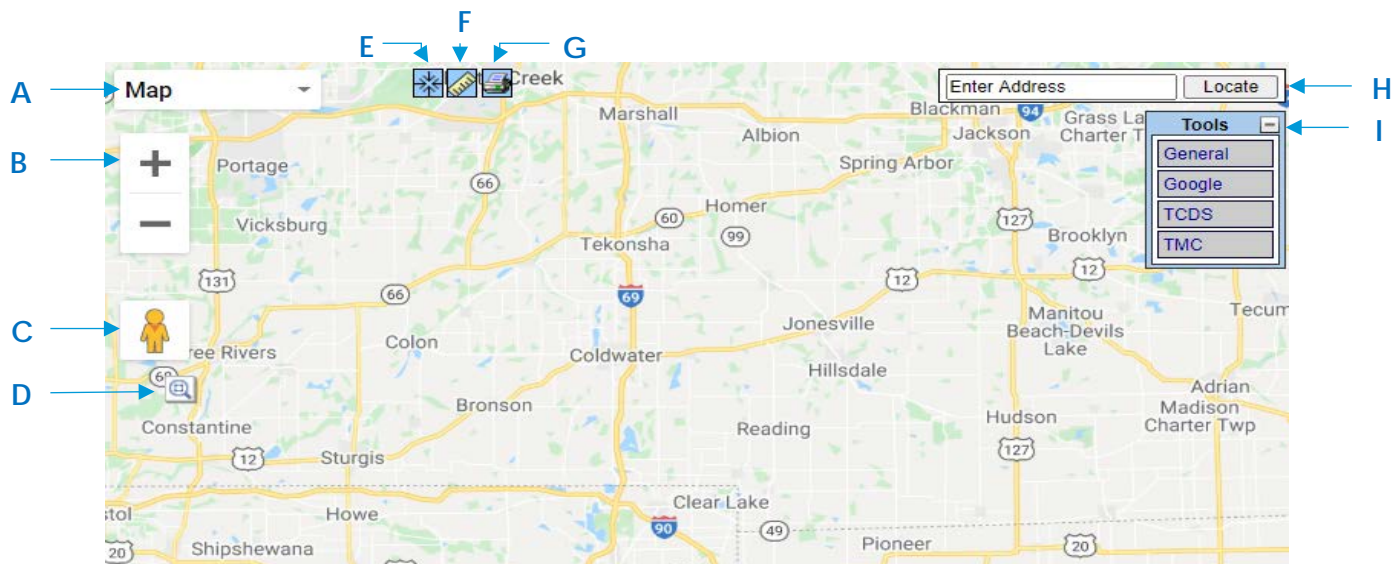 F
E
G
A
Map
Creek
Enter Address
Locate
H
Marshall
Blackman
94
Grass La
Tools
I
Albion
Jackson
Charter T
B
Portage
Spring Arbor
General
66
Google
Vicksburg
Homer
60
127
TCDS
Tekonsha
99
Brooklyn
TMC
131
12
12
66
69
C
Jonesville
Manitou
Beach-Devils
Lake
Tecum
ree Rivers
Colon
Coldwater
Hillsdale
D
Adrian
Bronson
Madison
Charter Twp
Constantine
Reading
Hudson
12
Sturgis
127
Clear Lake
stol
Howe
90
49
20
Shipshewana
Pioneer
20